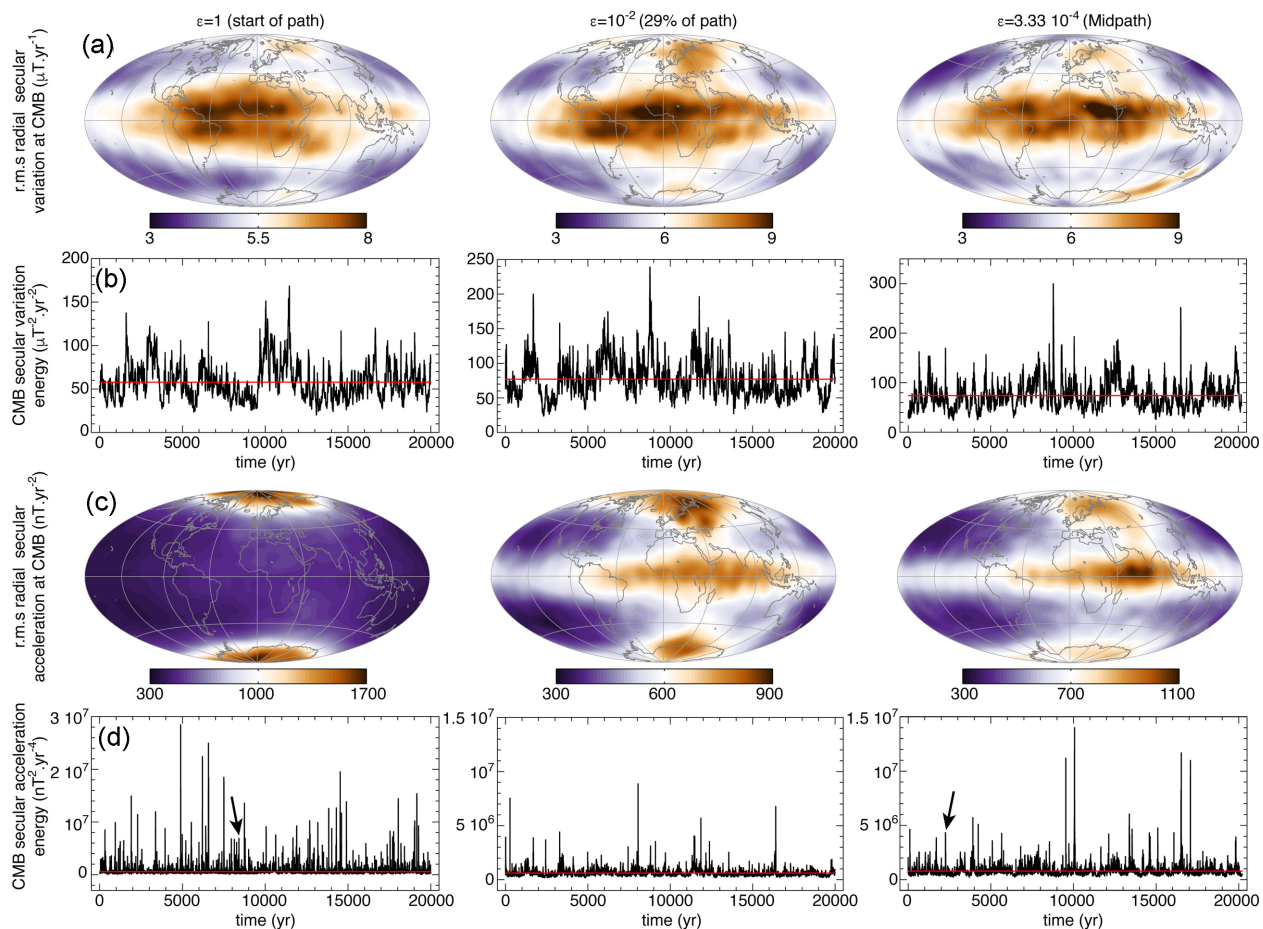 ε=1 (start of path)
ε=10⁻² (29% of path)
ε=3.33 10⁻⁴ (Midpath)
(a)
r.m.s radial secular
variation at CMB (μT.yr⁻¹)
3 5.5 8
3 6 9
3 6 9
(b)
CMB secular variation
energy (μT⁻².yr⁻²)
200
150
100
50
0
0 5000 10000 15000 20000
time (yr)
250
200
150
100
50
0
0 5000 10000 15000 20000
time (yr)
300
200
100
0
0 5000 10000 15000 20000
time (yr)
(c)
r.m.s radial secular
acceleration at CMB (nT.yr⁻²)
300 1000 1700
300 600 900
300 700 1100
(d)
CMB secular acceleration
energy (nT².yr⁻⁴)
3 10⁷
2 10⁷
10⁷
0
0 5000 10000 15000 20000
time (yr)
1.5 10⁷
10⁷
5 10⁶
0
0 5000 10000 15000 20000
time (yr)
1.5 10⁷
10⁷
5 10⁶
0
0 5000 10000 15000 20000
time (yr)